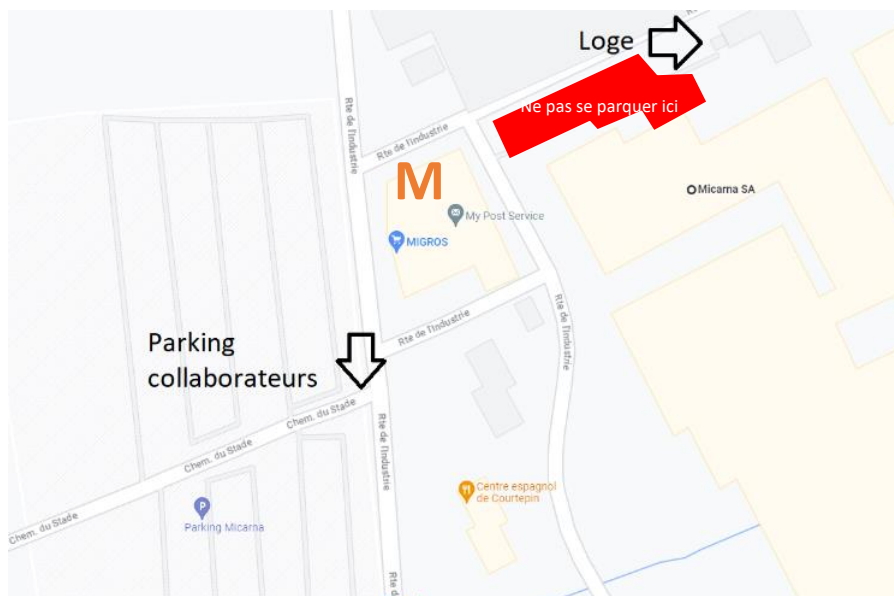 Loge
Ne pas se parquer ici
Rte de l'Industrie
Rte de l'Industrie
M
Micarna SA
My Post Service
MIGROS
Rte de l'Industrie
Rte de l'Industrie
Parking
collaborateurs
Chem. du Stade
Chem. du Stade
Rte de l'Industrie
Centre espagnol
de Courtepin
P
Parking Micarna
Chem. du Stade
Rte de